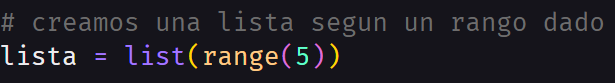 # creamos una lista segun un rango dado
lista = list(range(5))